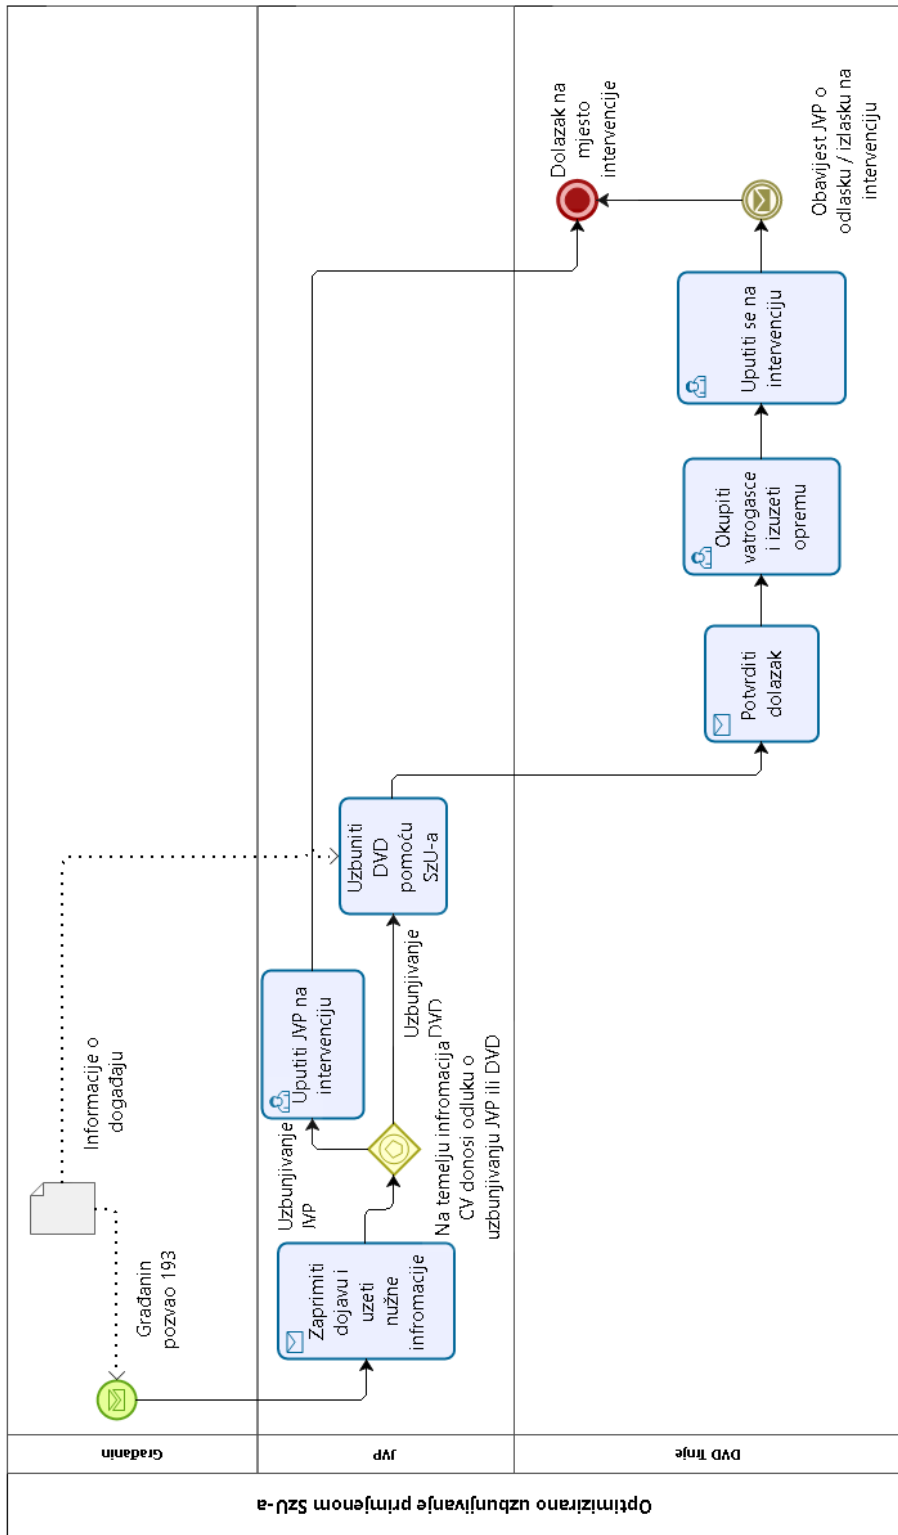 Optimizirano uzbunjivanje primjenom SzU-a
Građanin
JVP
DVD Trnje
Građanin
pozvao 193
Informacije o
događaju
Zaprimiti
dojavu i
uzeti
nužne
infromacije
Na temelju infromacija
CV donosi odluku o
uzbunjivanju JVP ili DVD
Uzbunjivanje
JVP
Uputiti JVP na
intervenciju
Uzbunjivanje
DVD
Uzbuniti
DVD
pomoću
SzU-a
Potvrditi
dolazak
Okupiti
vatrogasce
i izuzeti
opremu
Uputiti se na
intervenciju
Obavijest JVP o
odlasku / izlasku na
intervenciju
Dolazak na
mjesto
intervencije